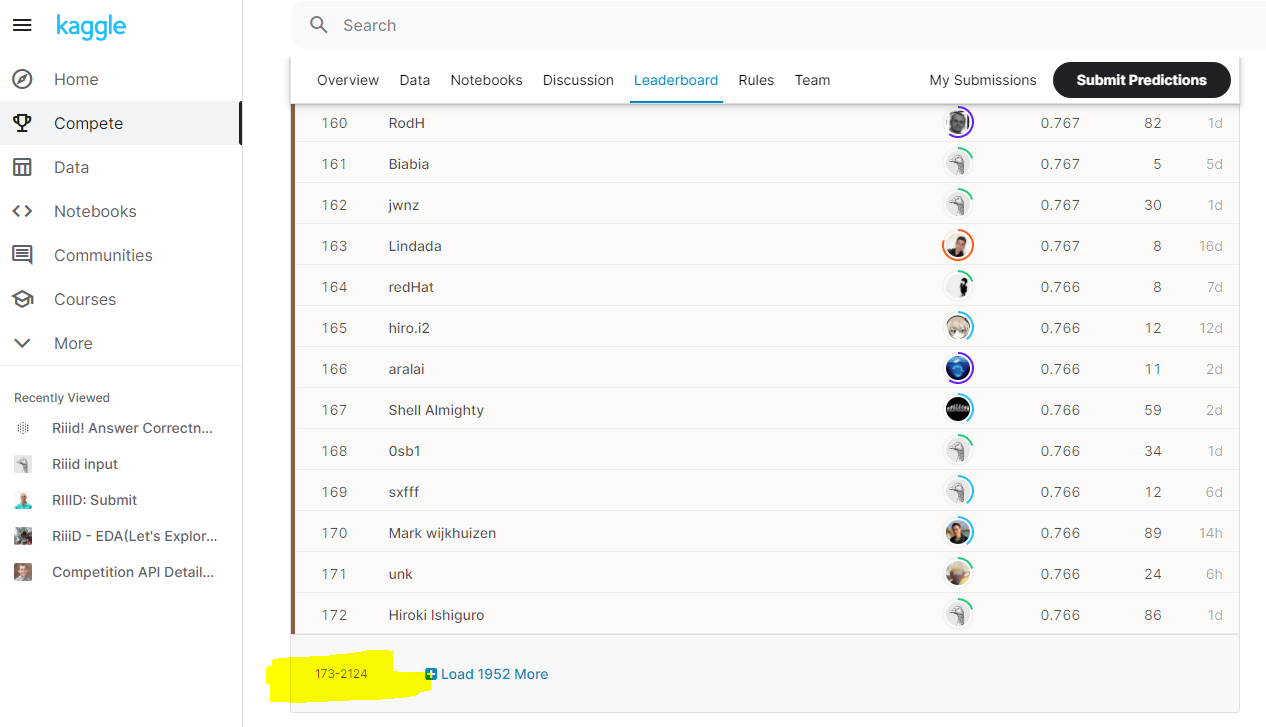 kaggle
Search
Home
Compete
Data
Notebooks
Communities
Courses
More
Recently Viewed
Riiid! Answer Correctn...
Riiid input
RIIID: Submit
RiiiD - EDA(Let's Explor...
Competition API Detail...
Overview Data Notebooks Discussion Leaderboard Rules Team My Submissions Submit Predictions
160 RodH 0.767 82 1d
161 Biabia 0.767 5 5d
162 jwnz 0.767 30 1d
163 Lindada 0.767 8 16d
164 redHat 0.766 8 7d
165 hiro.i2 0.766 12 12d
166 aralai 0.766 11 2d
167 Shell Almighty 0.766 59 2d
168 0sb1 0.766 34 1d
169 sxfff 0.766 12 6d
170 Mark wijkhuizen 0.766 89 14h
171 unk 0.766 24 6h
172 Hiroki Ishiguro 0.766 86 1d
173-2124 Load 1952 More